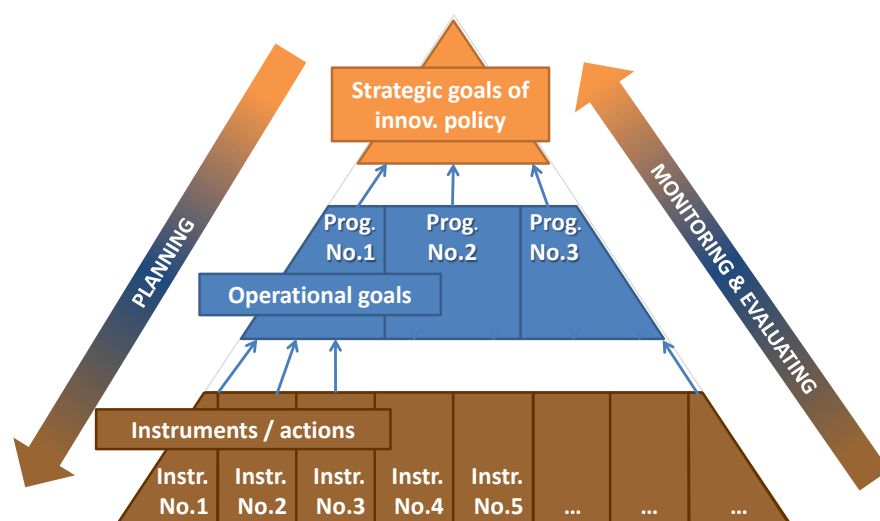 Strategic goals of
innov. policy
PLANNING
MONITORING & EVALUATING
Prog.
No.1
Prog.
No.2
Prog.
No.3
Operational goals
Instruments / actions
Instr.
No.1
Instr.
No.2
Instr.
No.3
Instr.
No.4
Instr.
No.5
...
...
...